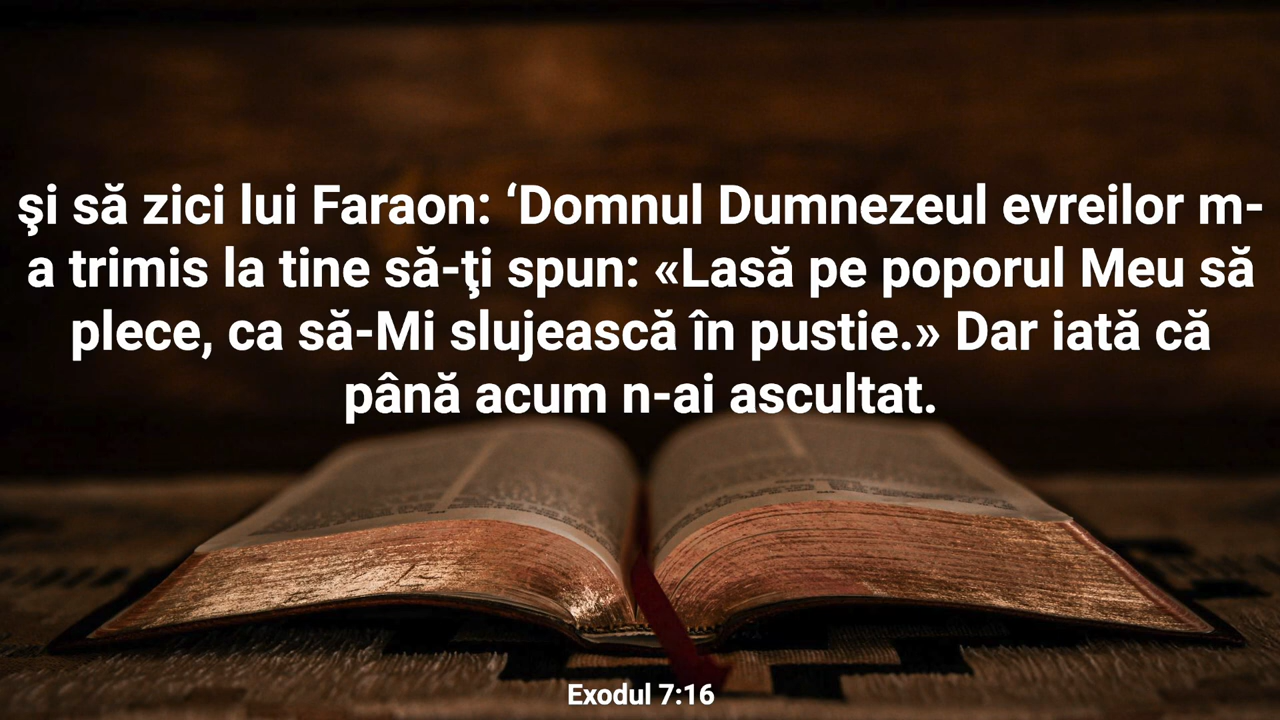 şi să zici lui Faraon: ‘Domnul Dumnezeul evreilor m-
a trimis la tine să-ţi spun: «Lasă pe poporul Meu să
plece, ca să-Mi slujească în pustie.» Dar iată că
până acum n-ai ascultat.
Exodul 7:16